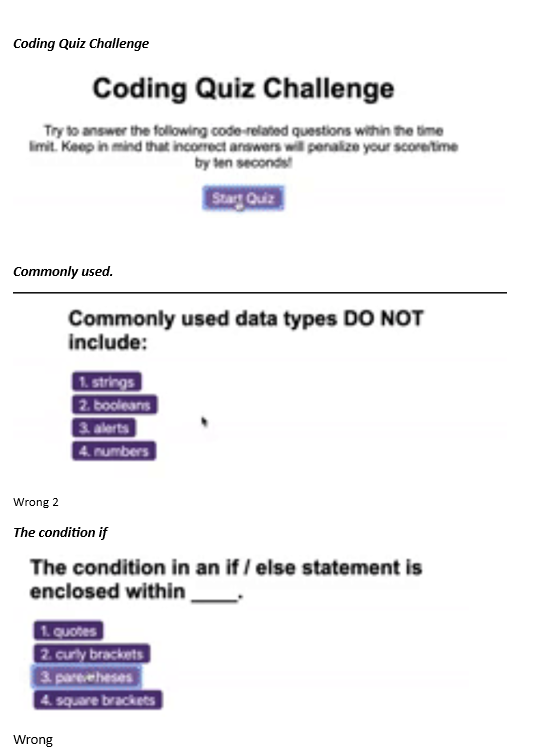 Coding Quiz Challenge
Coding Quiz Challenge
Try to answer the following code-related questions within the time
limit. Keep in mind that incorrect answers will penalize your score/time
by ten seconds!
Start Quiz
Commonly used.
Commonly used data types DO NOT
include:
1. strings
2. booleans
3. alerts
4. numbers
Wrong 2
The condition if
The condition in an if / else statement is
enclosed within ____.
1. quotes
2. curly brackets
3. parentheses
4. square brackets
Wrong